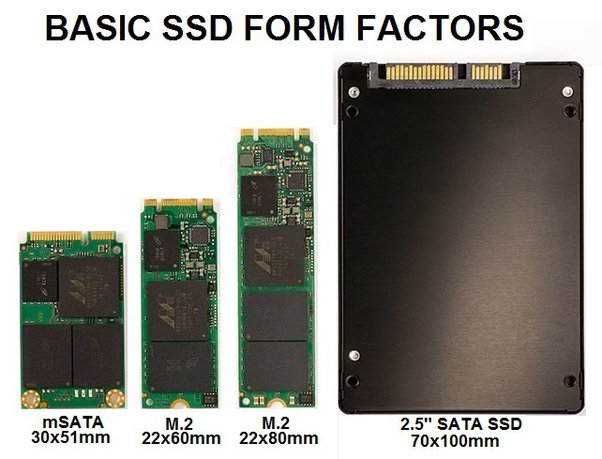 BASIC SSD FORM FACTORS
mSATA
30x51mm
M.2
22x60mm
M.2
22x80mm
2.5" SATA SSD
70x100mm